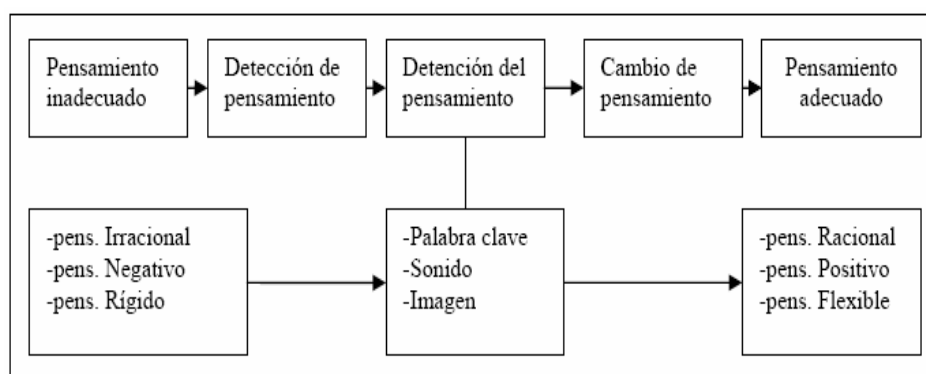 Pensamiento
inadecuado
Detección de
pensamiento
Detención del
pensamiento
Cambio de
pensamiento
Pensamiento
adecuado
-pens. Irracional
-pens. Negativo
-pens. Rígido
-Palabra clave
-Sonido
-Imagen
-pens. Racional
-pens. Positivo
-pens. Flexible